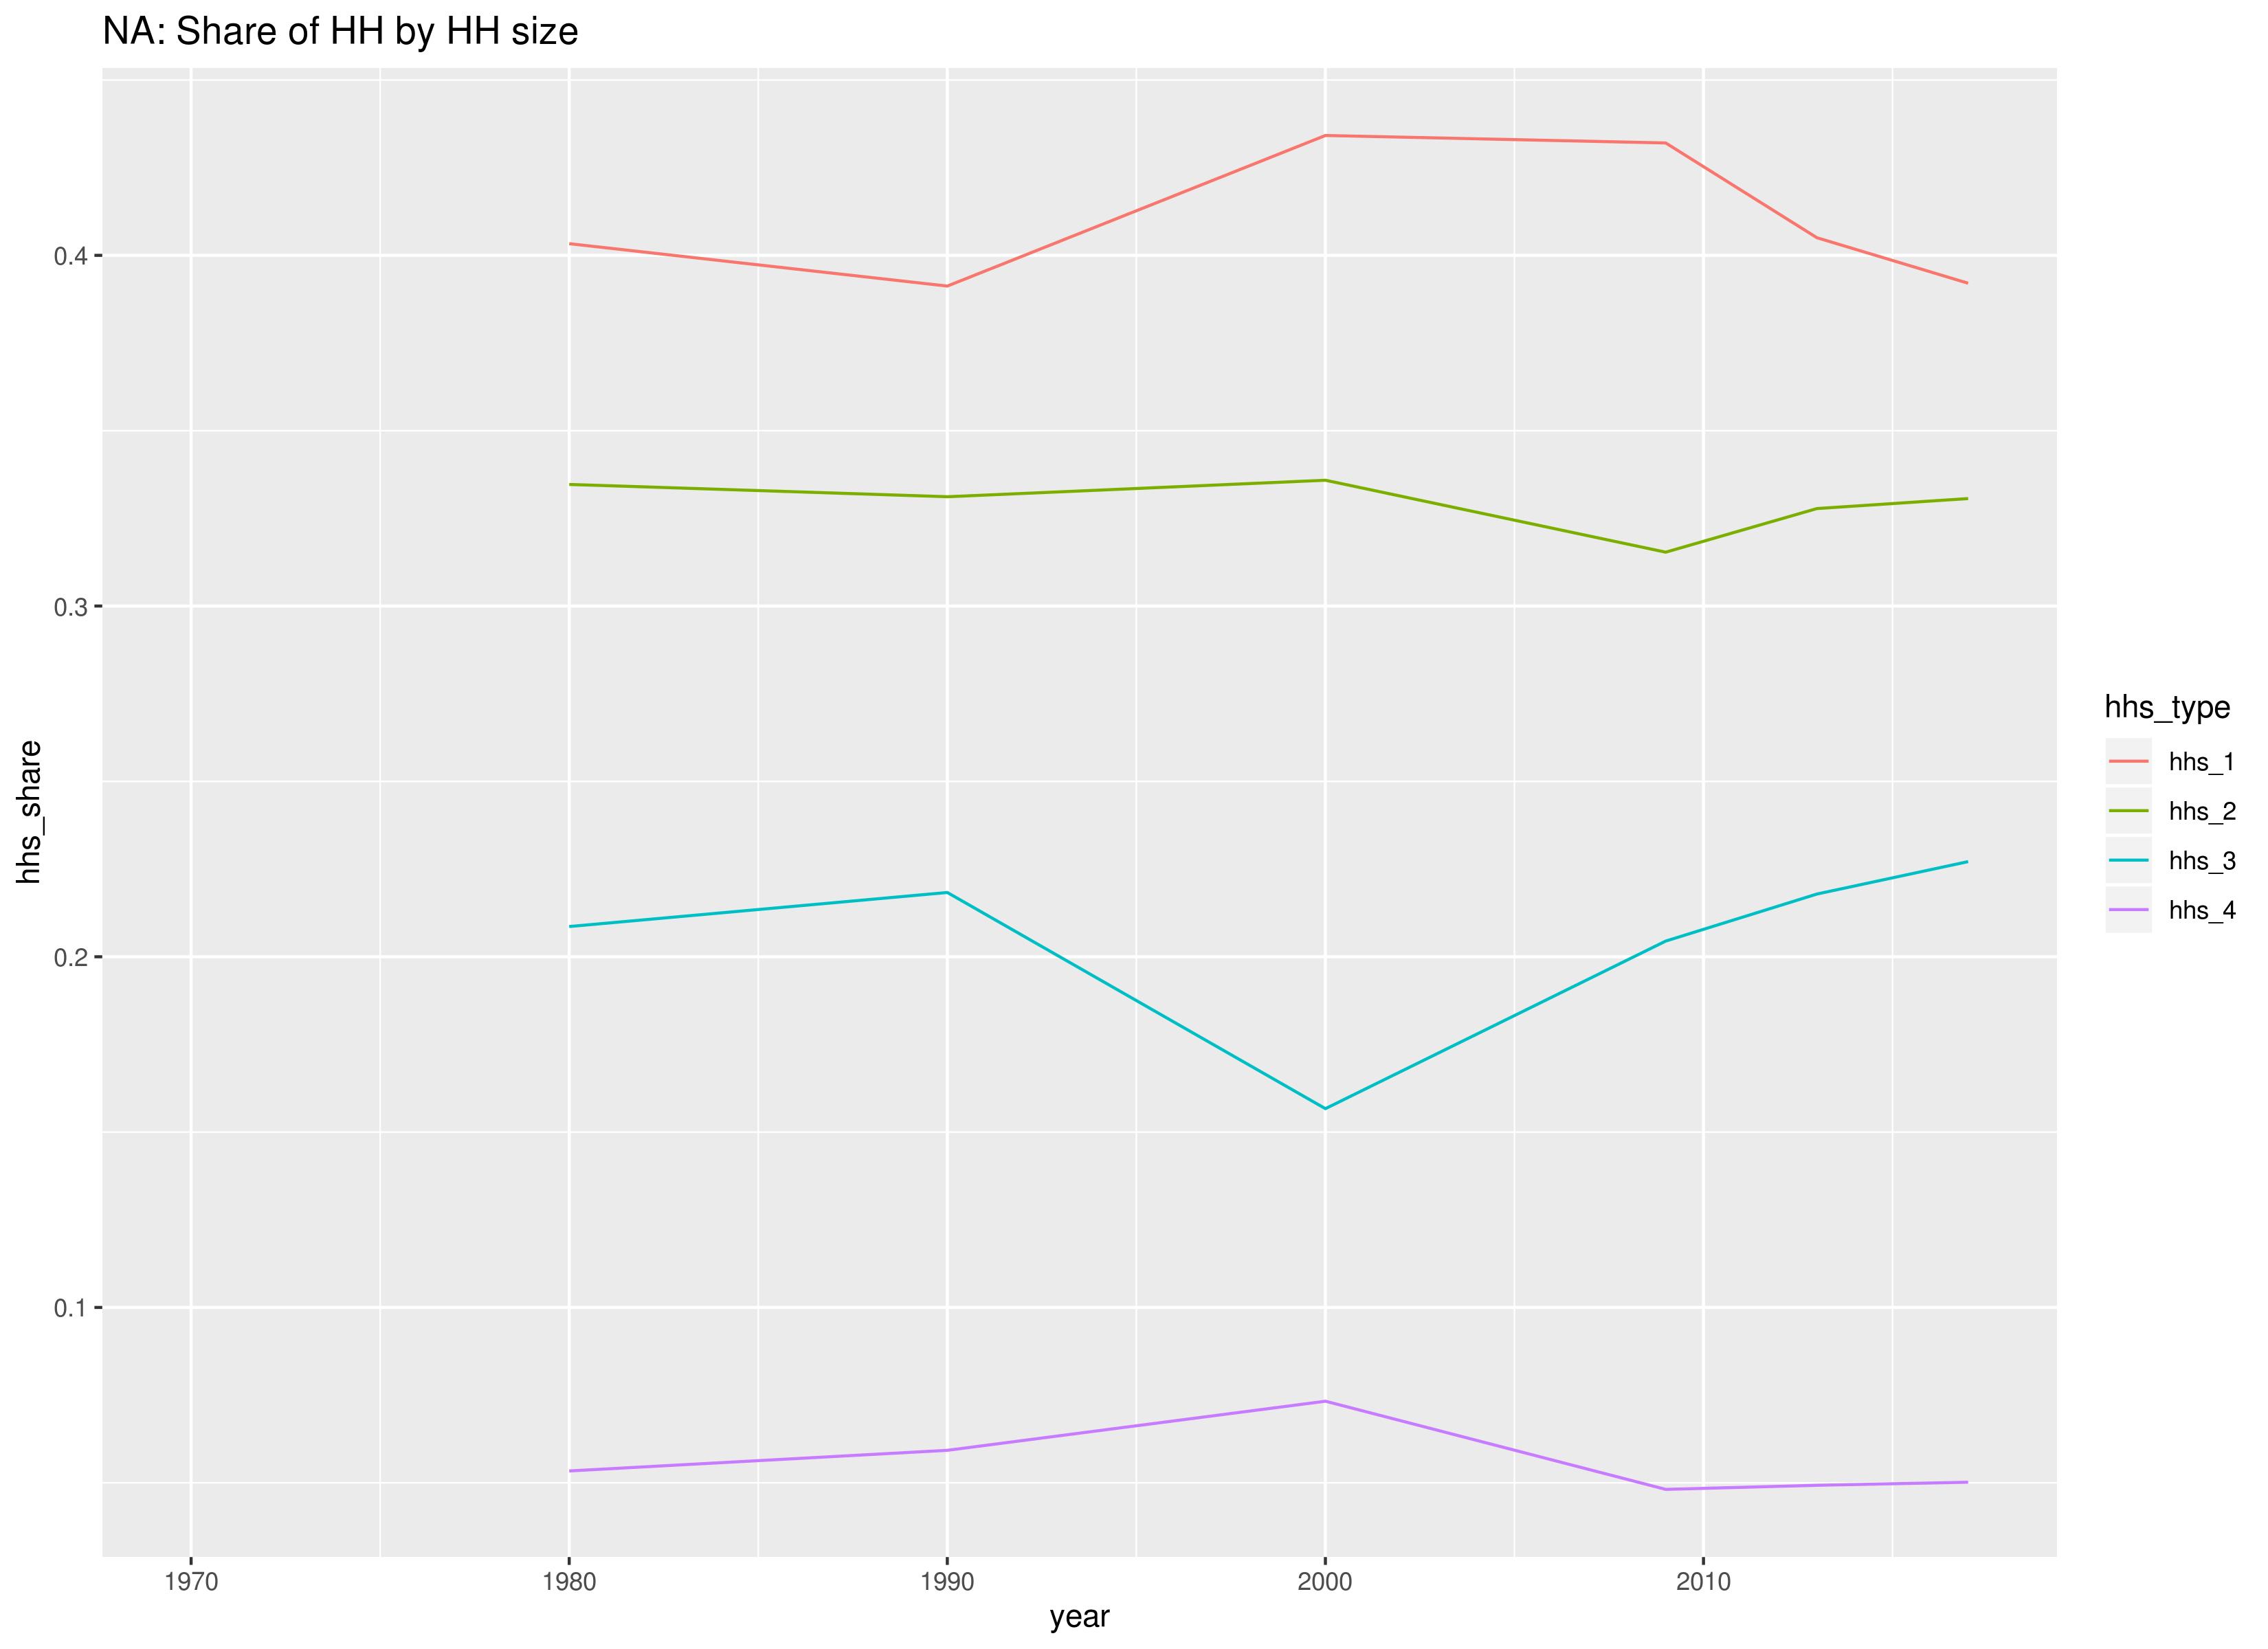 NA: Share of HH by HH size
hhs_share
0.4
0.3
0.2
0.1
1970 1980 1990 2000 2010
year
hhs_type
hhs_1
hhs_2
hhs_3
hhs_4